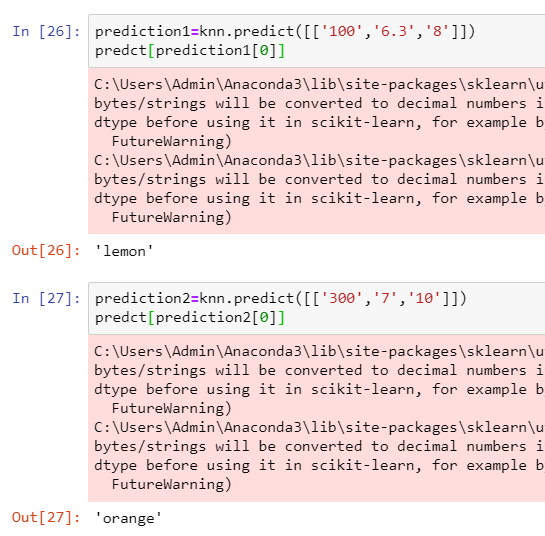 In [26]: prediction1=knn.predict([['100','6.3','8']])
predct[prediction1[0]]
C:\Users\Admin\Anaconda3\lib\site-packages\sklearn\u
bytes/strings will be converted to decimal numbers i
dtype before using it in scikit-learn, for example b
FutureWarning)
C:\Users\Admin\Anaconda3\lib\site-packages\sklearn\u
bytes/strings will be converted to decimal numbers i
dtype before using it in scikit-learn, for example b
FutureWarning)
Out[26]: 'lemon'
In [27]: prediction2=knn.predict([['300','7','10']])
predct[prediction2[0]]
C:\Users\Admin\Anaconda3\lib\site-packages\sklearn\u
bytes/strings will be converted to decimal numbers i
dtype before using it in scikit-learn, for example b
FutureWarning)
C:\Users\Admin\Anaconda3\lib\site-packages\sklearn\u
bytes/strings will be converted to decimal numbers i
dtype before using it in scikit-learn, for example b
FutureWarning)
Out[27]: 'orange'